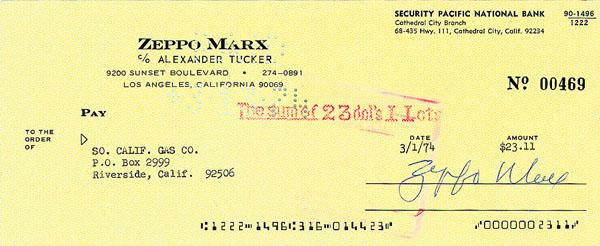 SECURITY PACIFIC NATIONAL BANK
Cathedral City Branch
68-435 Hwy. 111, Cathedral City, Calif. 92234
90-1496
1222
ZEPPO MARX
c/o ALEXANDER TUCKER
9200 SUNSET BOULEVARD • 274-0891
LOS ANGELES, CALIFORNIA 90069
No 00469
PAY
The sum of 23 dol's 11 cts
TO THE ORDER OF
SO. CALIF. GAS CO.
P.O. Box 2999
Riverside, Calif. 92506
DATE
3/1/74
AMOUNT
$23.11
Zeppo Marx
⑆1222⑉1496⑆316⑉014423⑈
⑈0000002311⑈